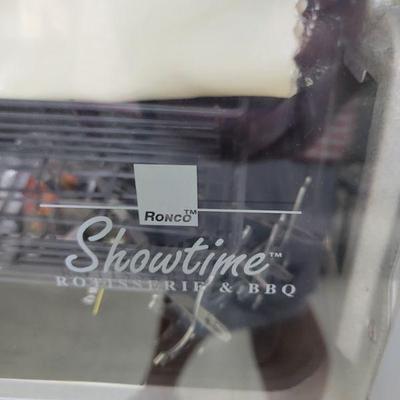 RONCO™
Showtime™
ROTISSERIE & BBQ